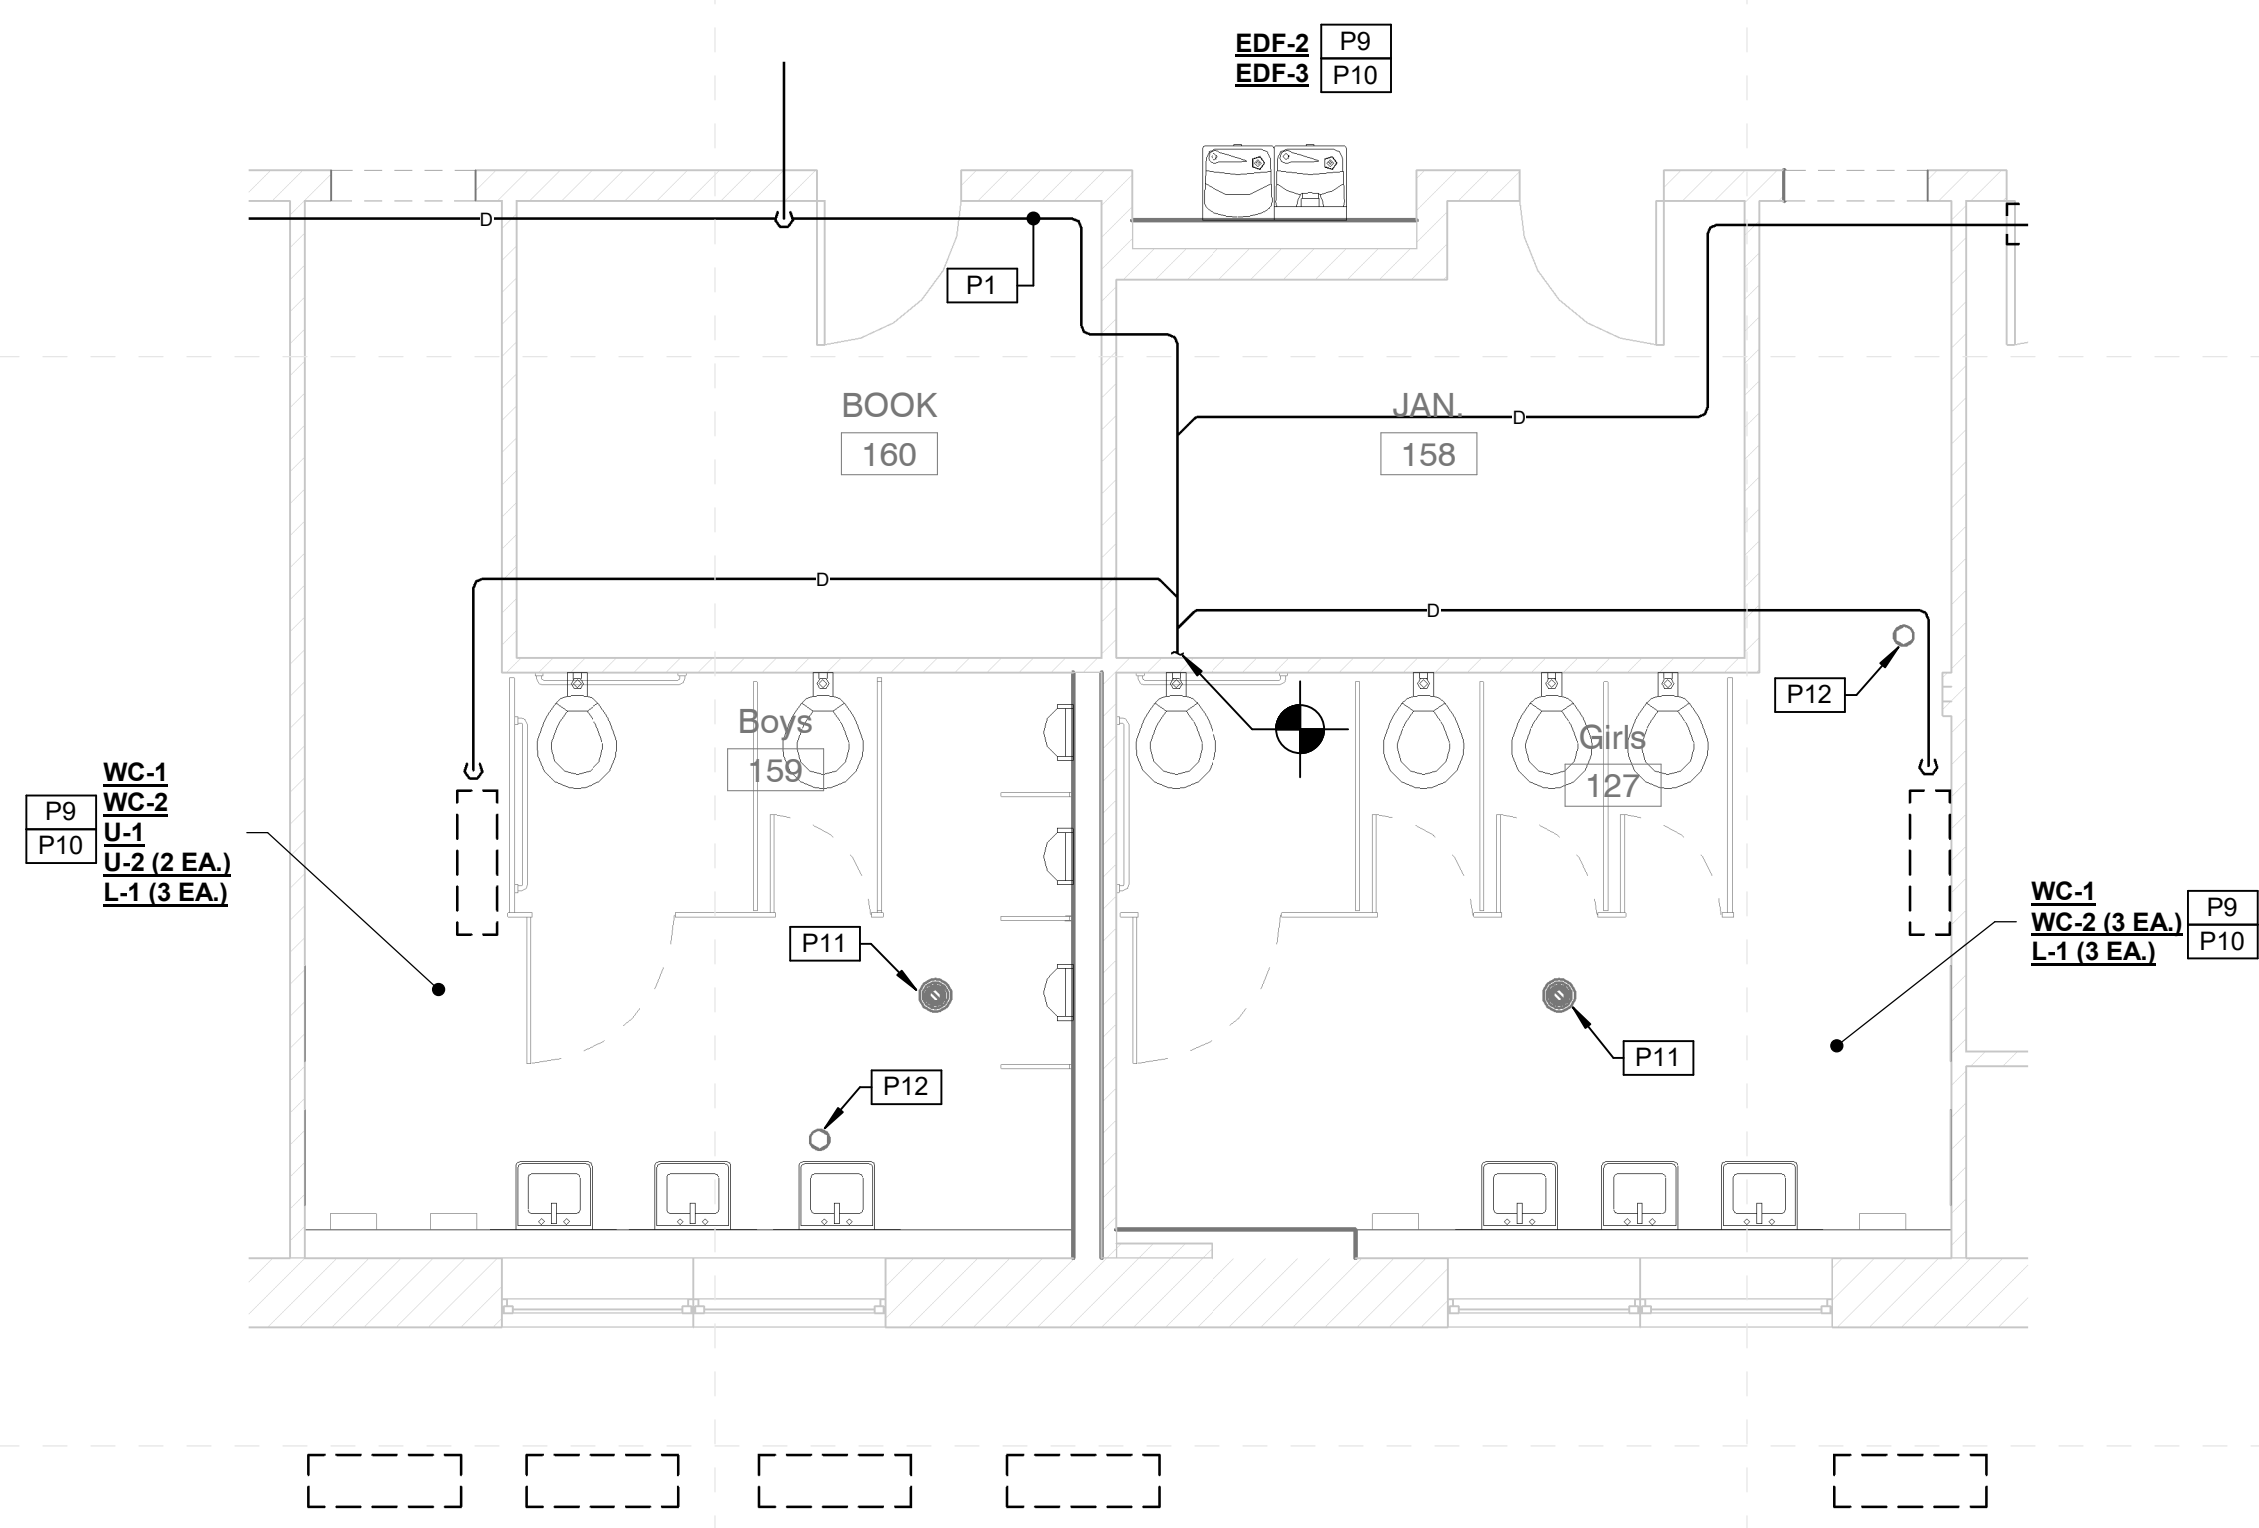 EDF-2 P9
EDF-3 P10
D
P1
BOOK
160
JAN.
158
D
D
D
P12
Boys
159
Girls
127
P9
P10
WC-1
WC-2
U-1
U-2 (2 EA.)
L-1 (3 EA.)
P11
WC-1
WC-2 (3 EA.)
L-1 (3 EA.)
P9
P10
P11
P12